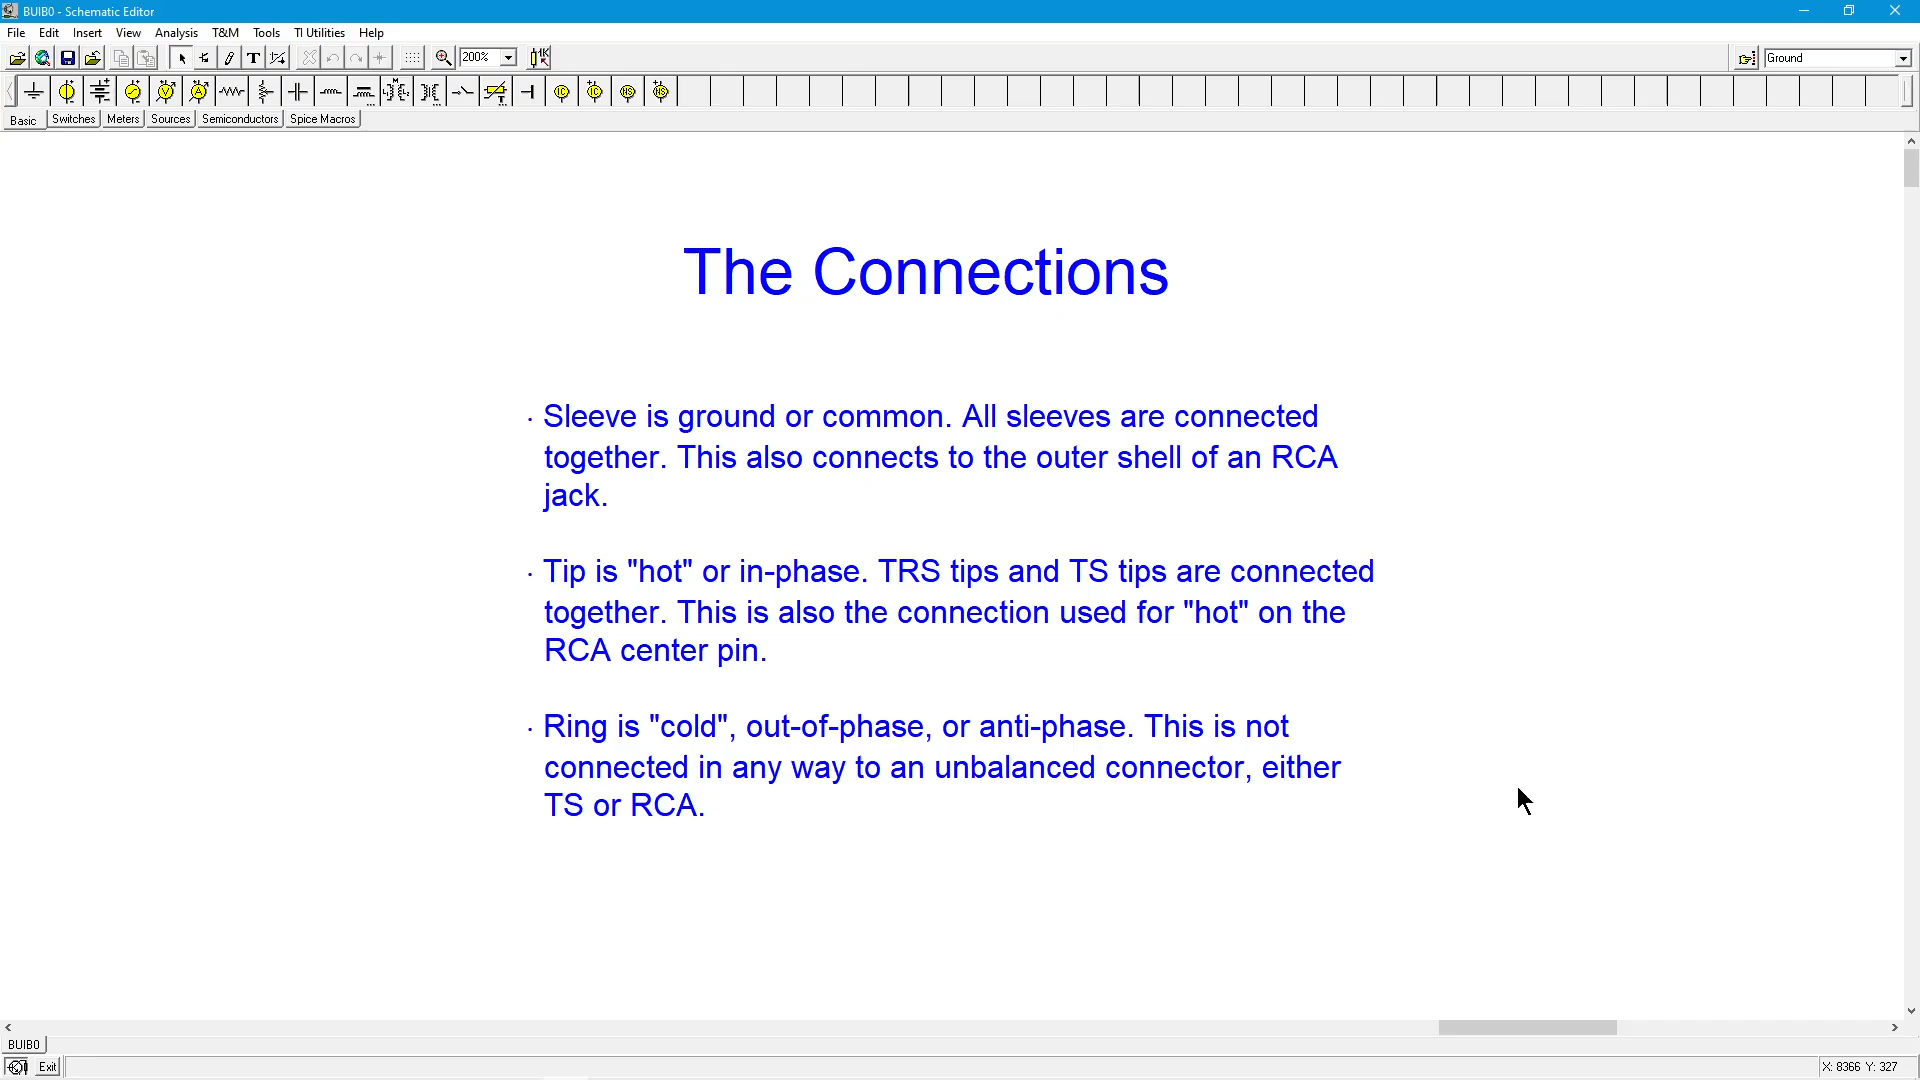 BUIB0 - Schematic Editor
File Edit Insert View Analysis T&M Tools TI Utilities Help
200% Ground
Basic Switches Meters Sources Semiconductors Spice Macros
The Connections
· Sleeve is ground or common. All sleeves are connected
together. This also connects to the outer shell of an RCA
jack.
· Tip is "hot" or in-phase. TRS tips and TS tips are connected
together. This is also the connection used for "hot" on the
RCA center pin.
· Ring is "cold", out-of-phase, or anti-phase. This is not
connected in any way to an unbalanced connector, either
TS or RCA.
BUIB0
Exit X: 8366 Y: 327